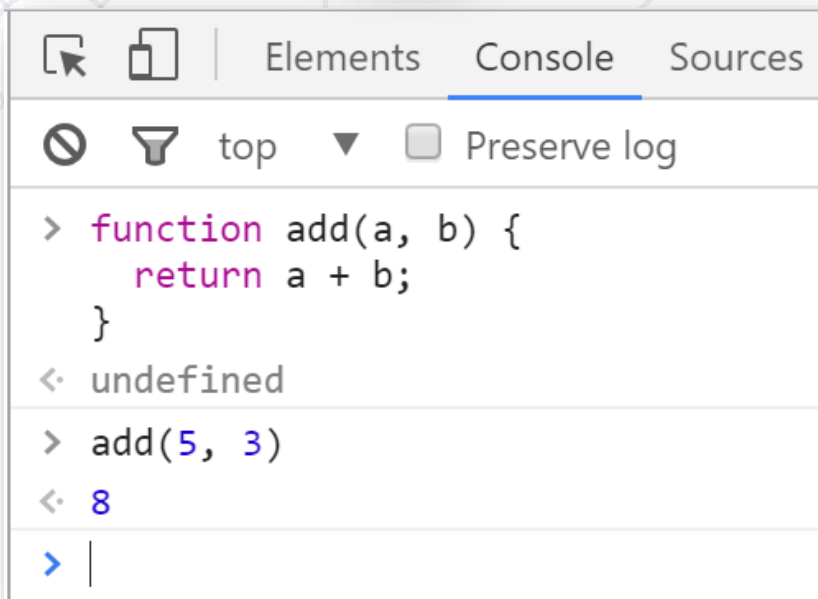 Elements Console Sources
top ▼ Preserve log
> function add(a, b) {
  return a + b;
}
undefined
> add(5, 3)
8
>